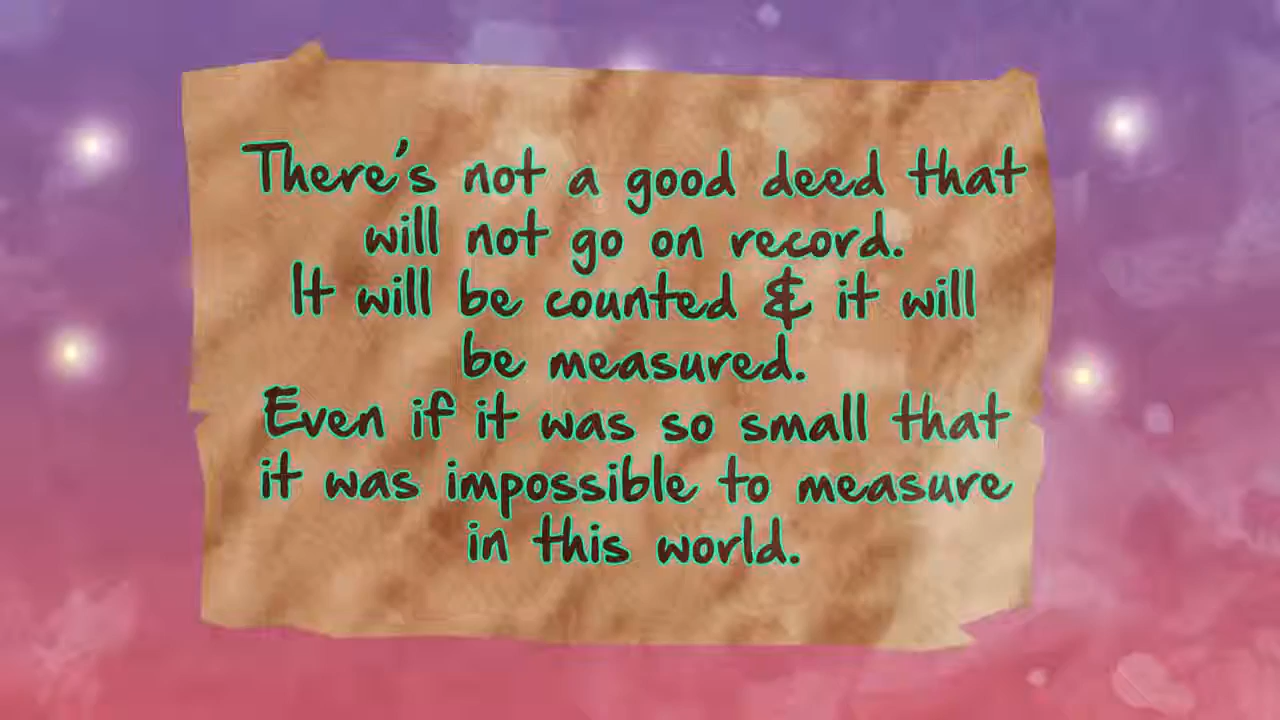 There's not a good deed that
will not go on record.
It will be counted & it will
be measured.
Even if it was so small that
it was impossible to measure
in this world.